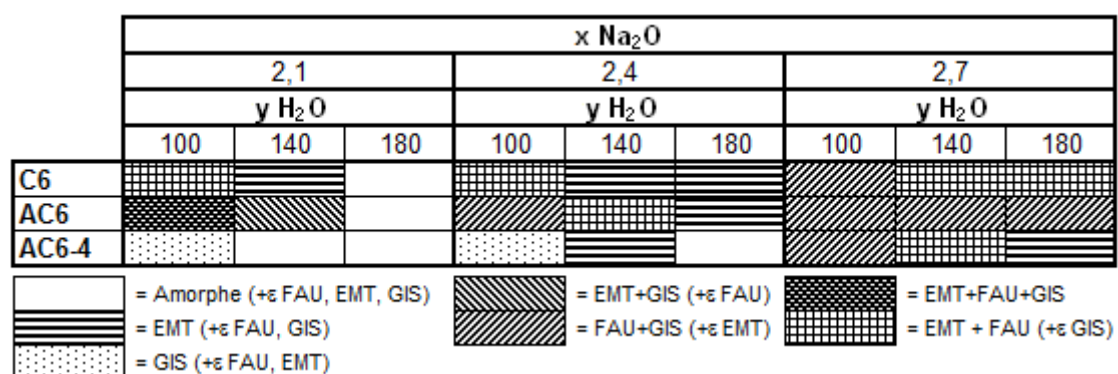 x Na₂O
2,1 2,4 2,7
y H₂O y H₂O y H₂O
100 140 180 100 140 180 100 140 180
C6
AC6
AC6-4
= Amorphe (+ε FAU, EMT, GIS) = EMT+GIS (+ε FAU) = EMT+FAU+GIS
= EMT (+ε FAU, GIS) = FAU+GIS (+ε EMT) = EMT + FAU (+ε GIS)
= GIS (+ε FAU, EMT)